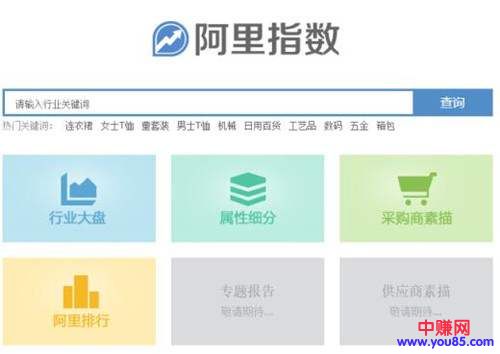 阿里指数
请输入行业关键词 查询
热门关键词： 连衣裙 女士T恤 童套装 男士T恤 机械 日用百货 工艺品 数码 五金 箱包
行业大盘 属性细分 采购商素描
阿里排行 专题报告 供应商素描
敬请期待... 敬请期待...
中赚网
www.you85.com